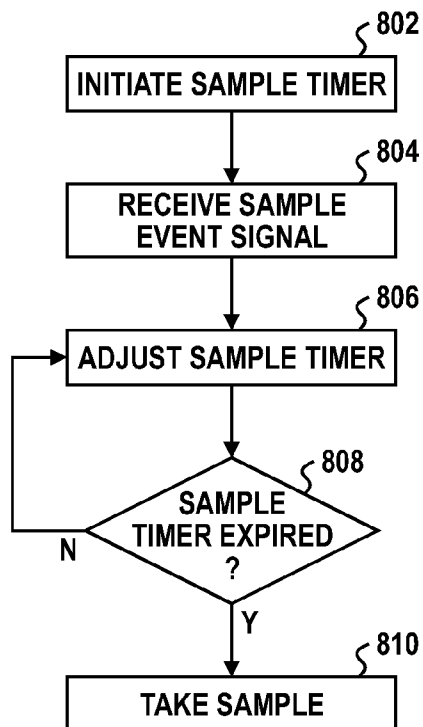 802
INITIATE SAMPLE TIMER
804
RECEIVE SAMPLE
EVENT SIGNAL
806
ADJUST SAMPLE TIMER
808
SAMPLE
TIMER EXPIRED
?
N
Y
810
TAKE SAMPLE